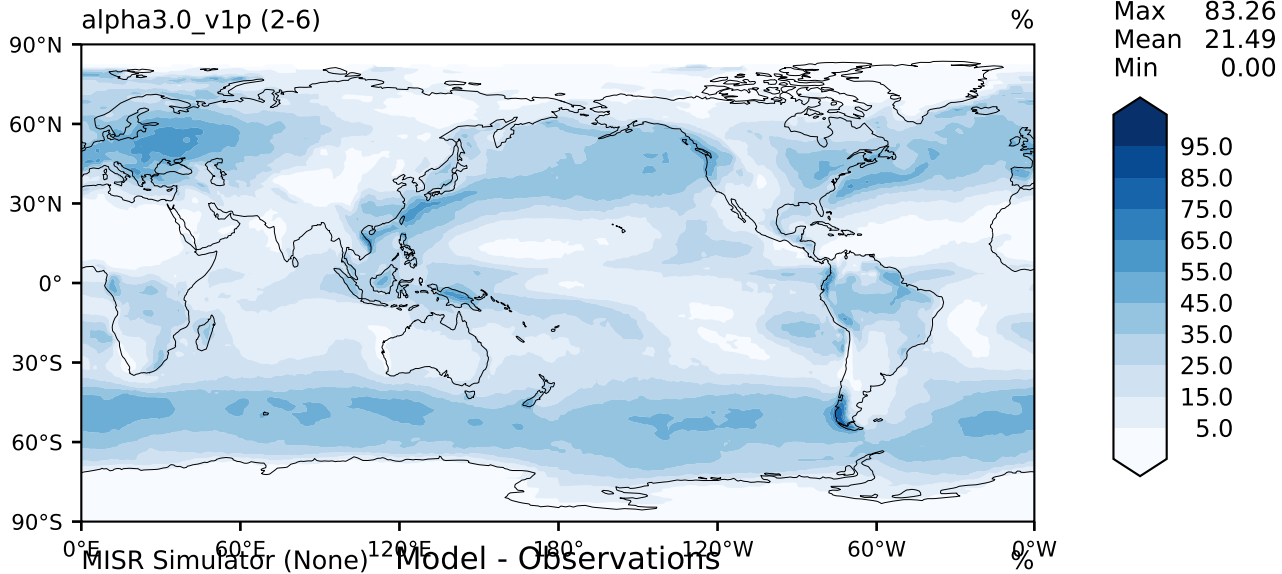 alpha3.0_v1p (2-6) %
Max 83.26
Mean 21.49
Min 0.00
90°N
60°N
30°N
0°
30°S
60°S
90°S
0°E 60°E 120°E 180° 120°W 60°W 0°W
95.0
85.0
75.0
65.0
55.0
45.0
35.0
25.0
15.0
5.0
MISR Simulator (None) Model - Observations %